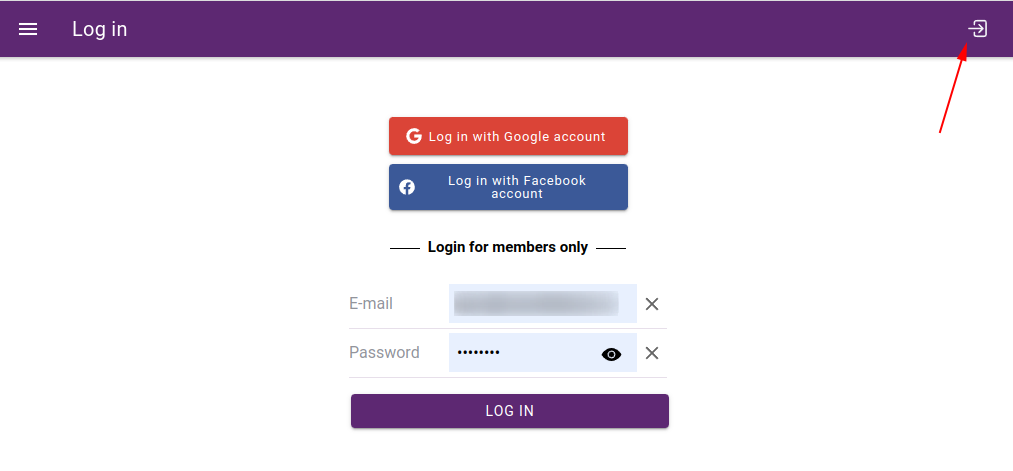 Log in
Log in with Google account
Log in with Facebook
account
Login for members only
E-mail
Password
••••••••
LOG IN